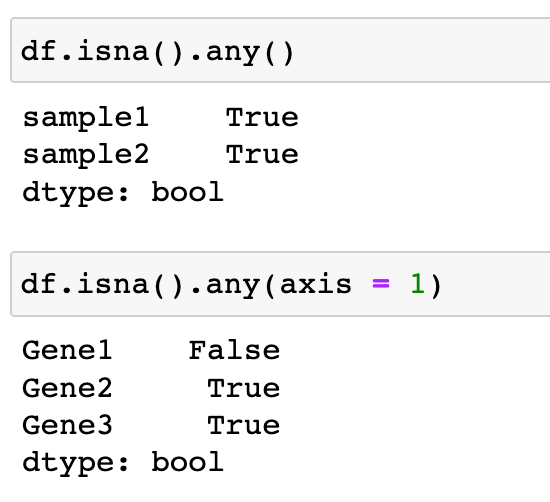 df.isna().any()
sample1    True
sample2    True
dtype: bool
df.isna().any(axis = 1)
Gene1    False
Gene2     True
Gene3     True
dtype: bool